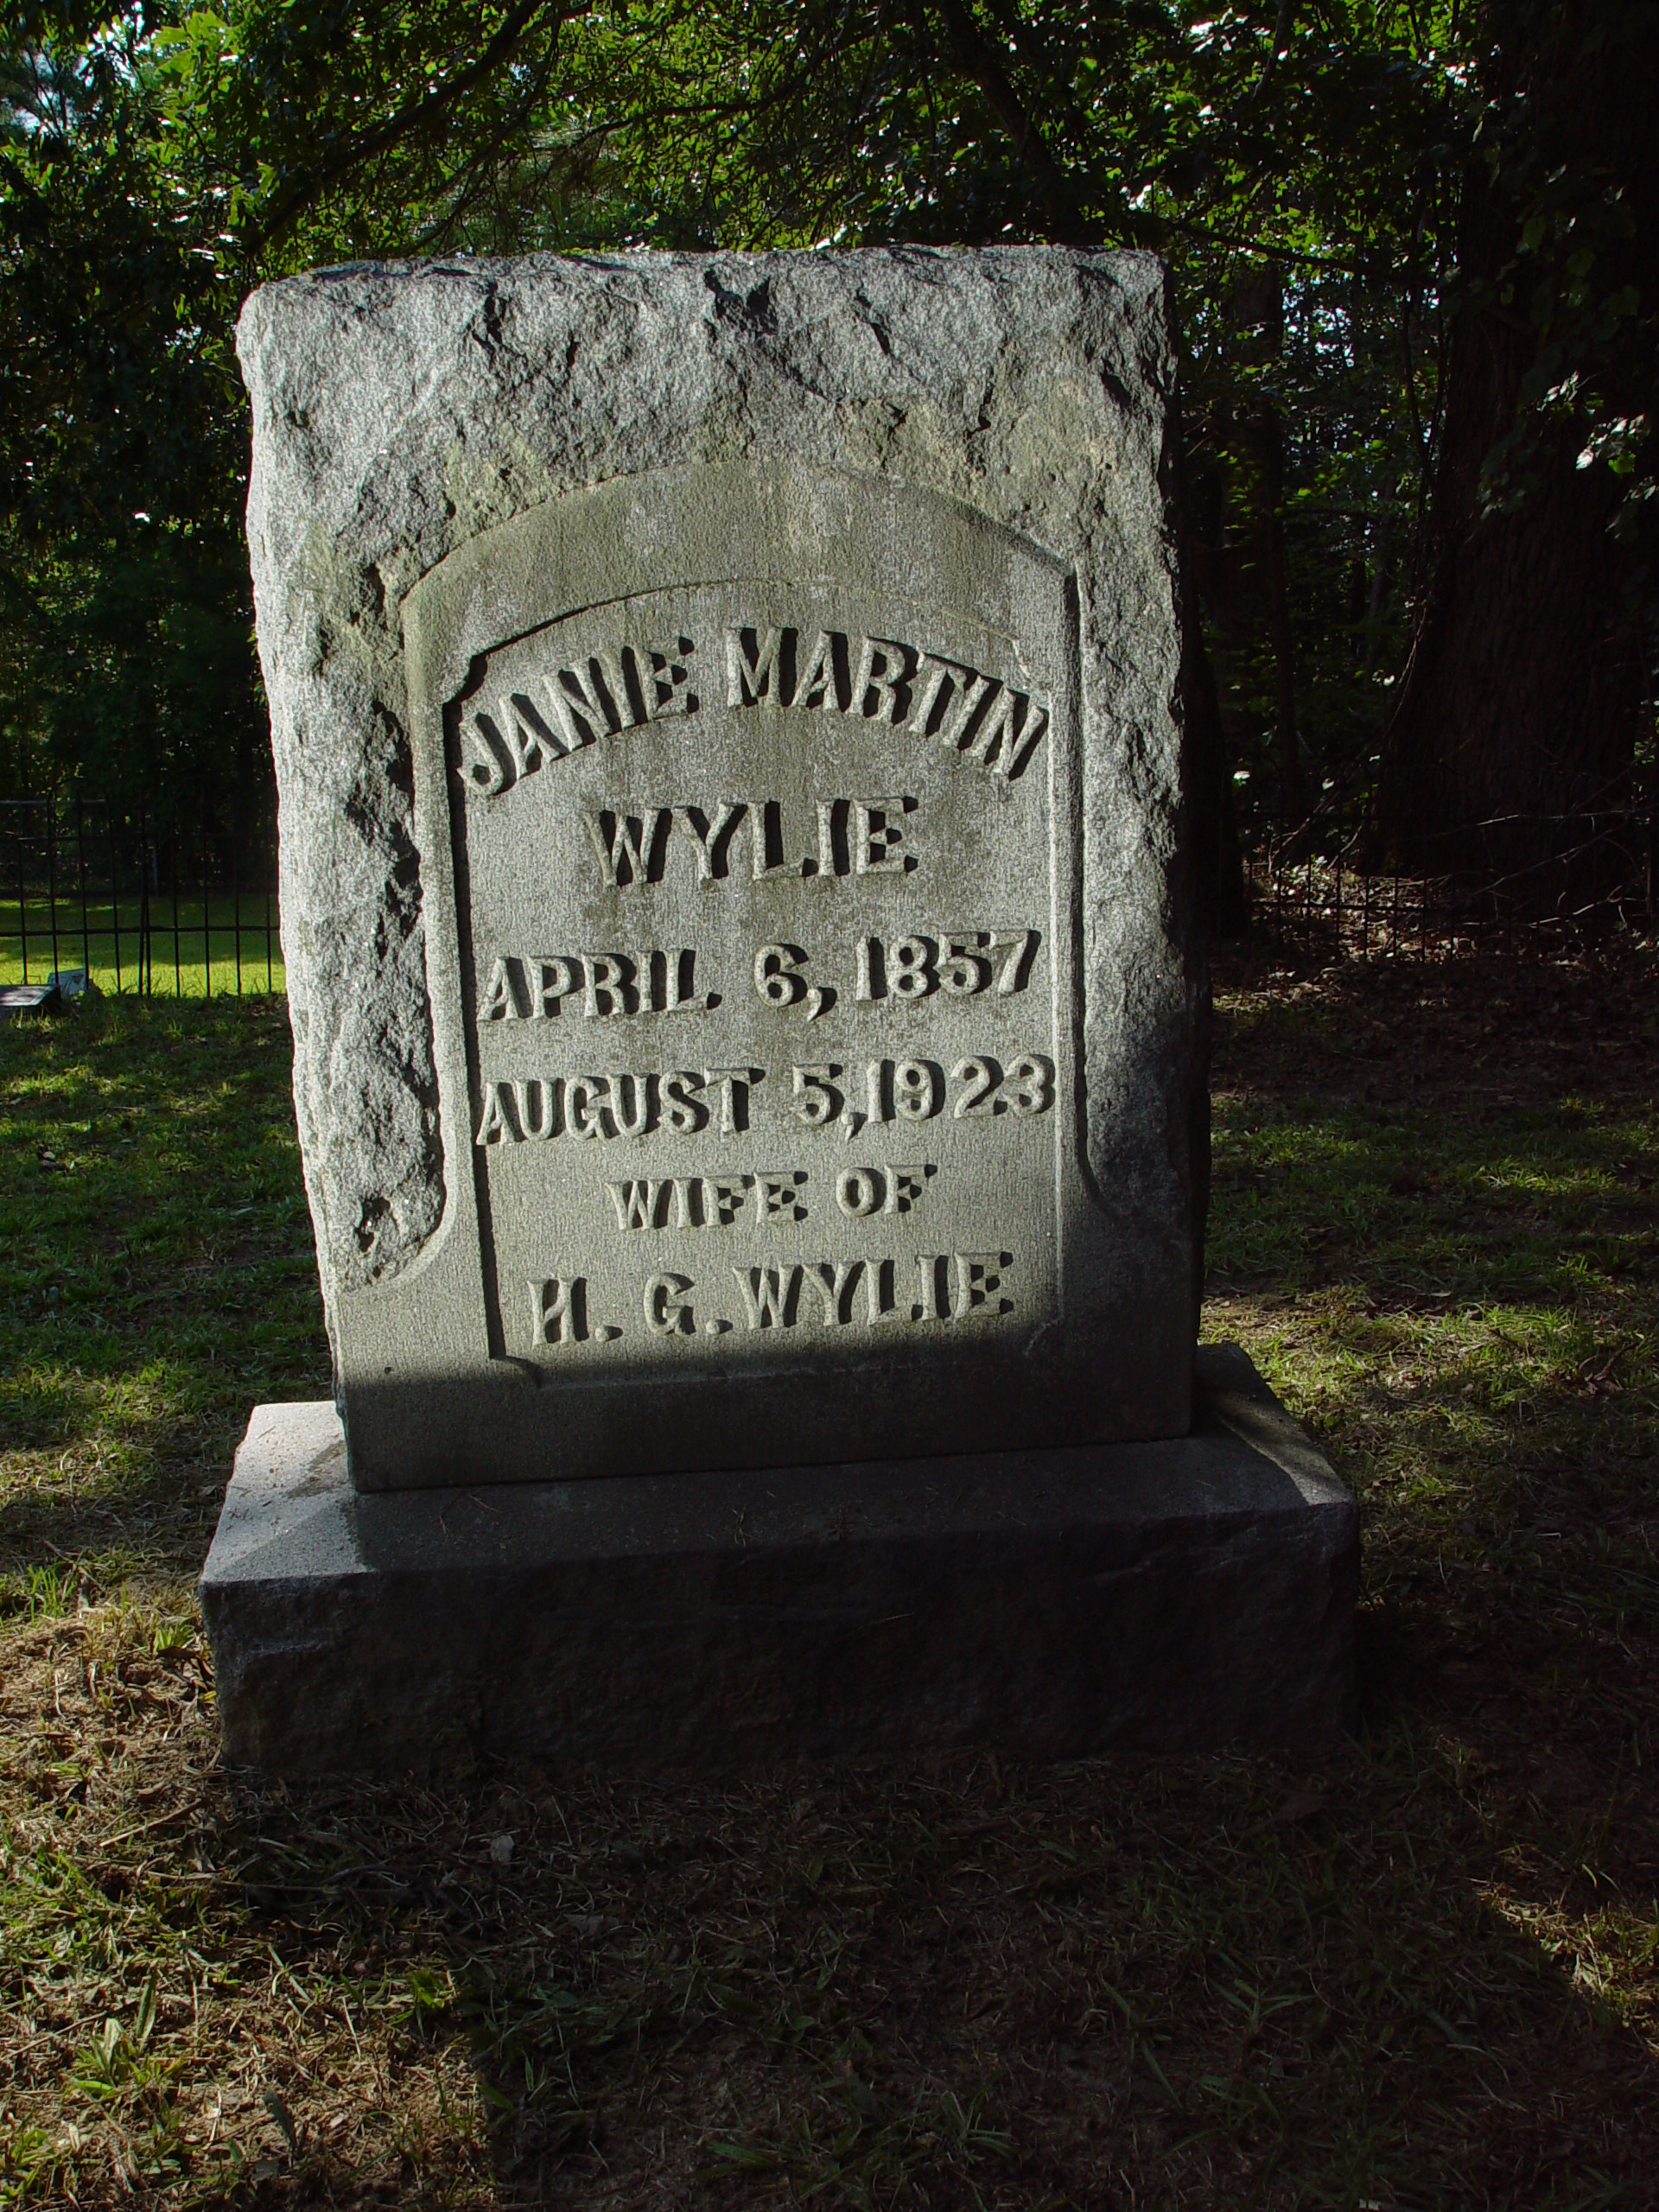 JANIE MARTIN
WYLIE
APRIL 6, 1857
AUGUST 5, 1923
WIFE OF
H. G. WYLIE